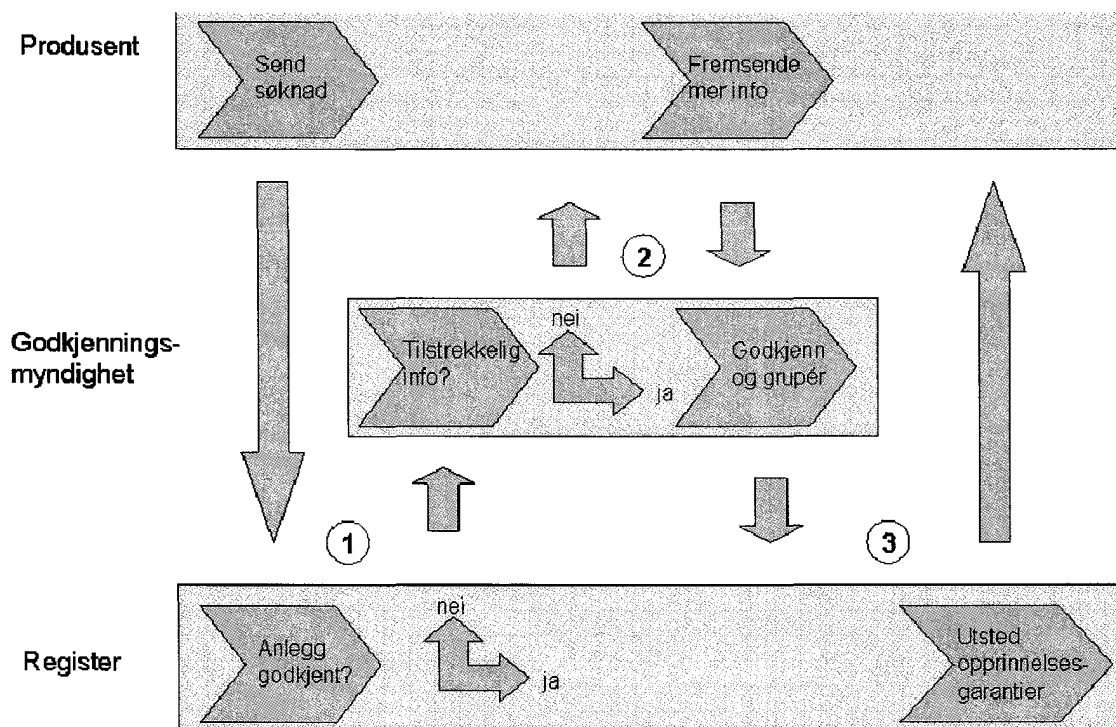 Produsent
Send
søknad
Fremsende
mer info
2
Godkjennings-
myndighet
Tilstrekkelig
info?
nei
ja
Godkjenn
og grupér
1
3
Register
Anlegg
godkjent?
nei
ja
Utsted
opprinnelses-
garantier